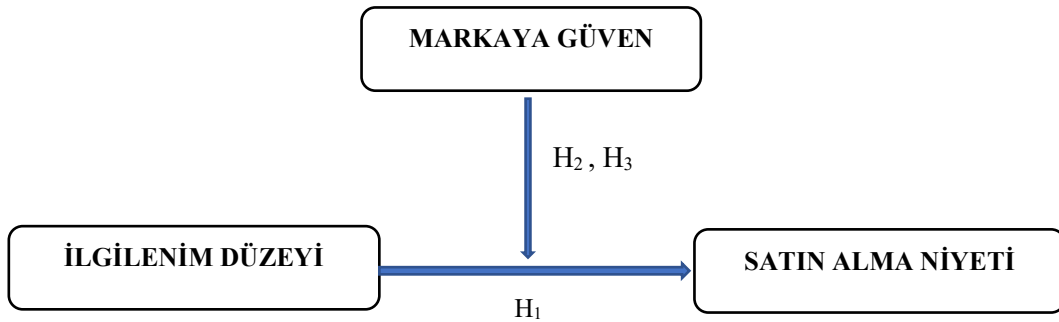 MARKAYA GÜVEN
H₂ , H₃
İLGİLENİM DÜZEYİ
SATIN ALMA NİYETİ
H₁